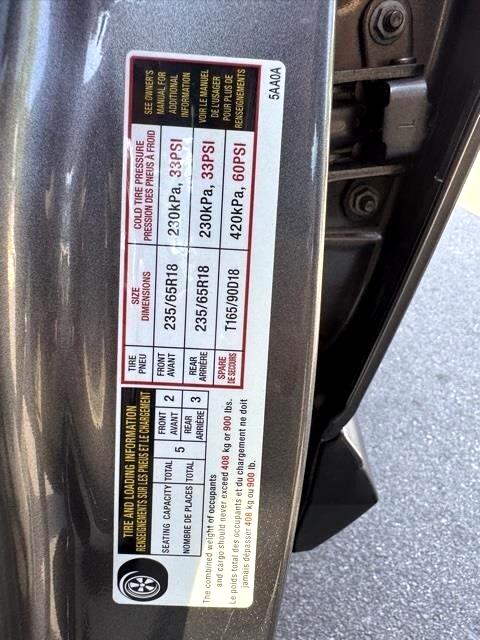 TIRE AND LOADING INFORMATION
RENSEIGNEMENTS SUR LES PNEUS ET LE CHARGEMENT
SEATING CAPACITY TOTAL 5 FRONT AVANT 2 REAR ARRIÈRE 3
NOMBRE DE PLACES TOTAL
The combined weight of occupants
and cargo should never exceed 408 kg or 900 lbs.
Le poids total des occupants et du chargement ne doit
jamais dépasser 408 kg ou 900 lb.
TIRE PNEU
SIZE DIMENSIONS
COLD TIRE PRESSURE
PRESSION DES PNEUS À FROID
FRONT AVANT 235/65R18 230kPa, 33PSI
REAR ARRIÈRE 235/65R18 230kPa, 33PSI
SPARE DE SECOURS T165/90D18 420kPa, 60PSI
SEE OWNER'S
MANUAL FOR
ADDITIONAL
INFORMATION
VOIR LE MANUEL
DE L'USAGER
POUR PLUS DE
RENSEIGNEMENTS
5AA0A